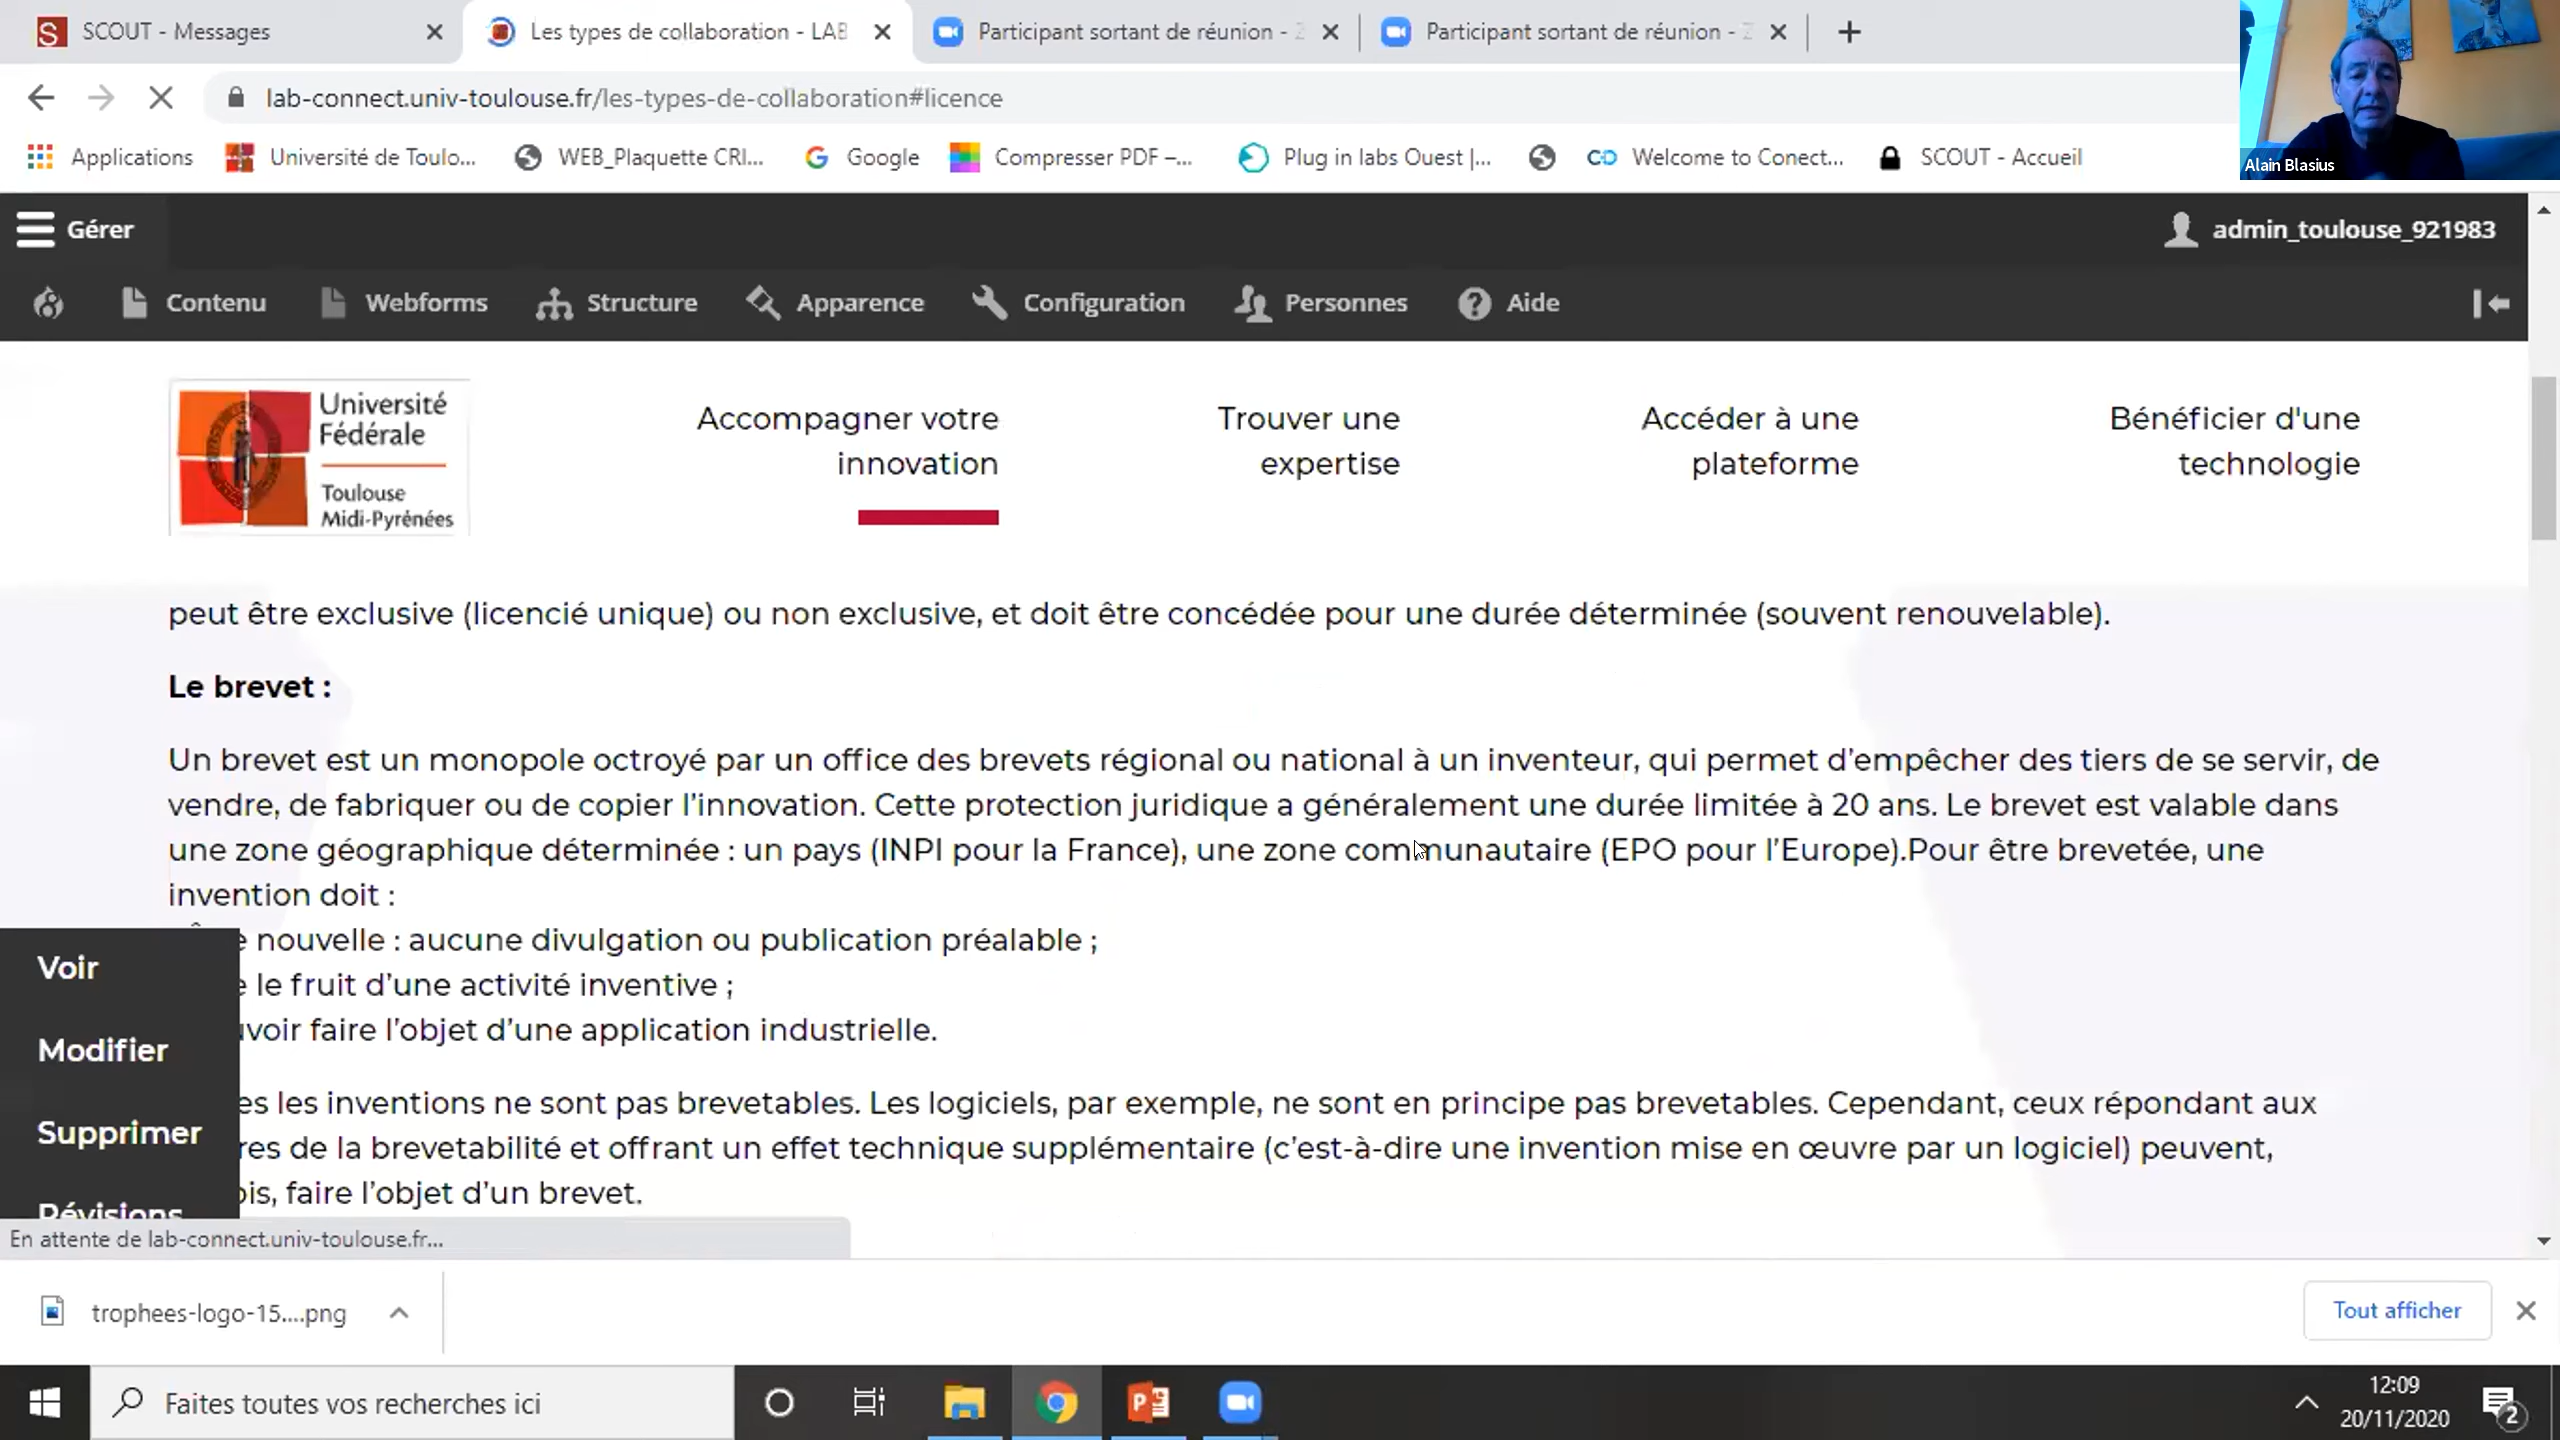 SCOUT - Messages
Les types de collaboration - LAB
Participant sortant de réunion - Z
Participant sortant de réunion - Z
lab-connect.univ-toulouse.fr/les-types-de-collaboration#licence
Applications
Université de Toulo...
WEB_Plaquette CRI...
Google
Compresser PDF –...
Plug in labs Ouest |...
Welcome to Conect...
SCOUT - Accueil
Alain Blasius
Gérer
admin_toulouse_921983
Contenu
Webforms
Structure
Apparence
Configuration
Personnes
Aide
Université
Fédérale
Toulouse
Midi-Pyrénées
Accompagner votre
innovation
Trouver une
expertise
Accéder à une
plateforme
Bénéficier d'une
technologie
peut être exclusive (licencié unique) ou non exclusive, et doit être concédée pour une durée déterminée (souvent renouvelable).
Le brevet :
Un brevet est un monopole octroyé par un office des brevets régional ou national à un inventeur, qui permet d’empêcher des tiers de se servir, de
vendre, de fabriquer ou de copier l’innovation. Cette protection juridique a généralement une durée limitée à 20 ans. Le brevet est valable dans
une zone géographique déterminée : un pays (INPI pour la France), une zone communautaire (EPO pour l’Europe).Pour être brevetée, une
invention doit :
nouvelle : aucune divulgation ou publication préalable ;
le fruit d’une activité inventive ;
voir faire l’objet d’une application industrielle.
es les inventions ne sont pas brevetables. Les logiciels, par exemple, ne sont en principe pas brevetables. Cependant, ceux répondant aux
res de la brevetabilité et offrant un effet technique supplémentaire (c’est-à-dire une invention mise en œuvre par un logiciel) peuvent,
ois, faire l’objet d’un brevet.
Voir
Modifier
Supprimer
Révisions
En attente de lab-connect.univ-toulouse.fr...
trophees-logo-15....png
Tout afficher
Faites toutes vos recherches ici
12:09
20/11/2020
2